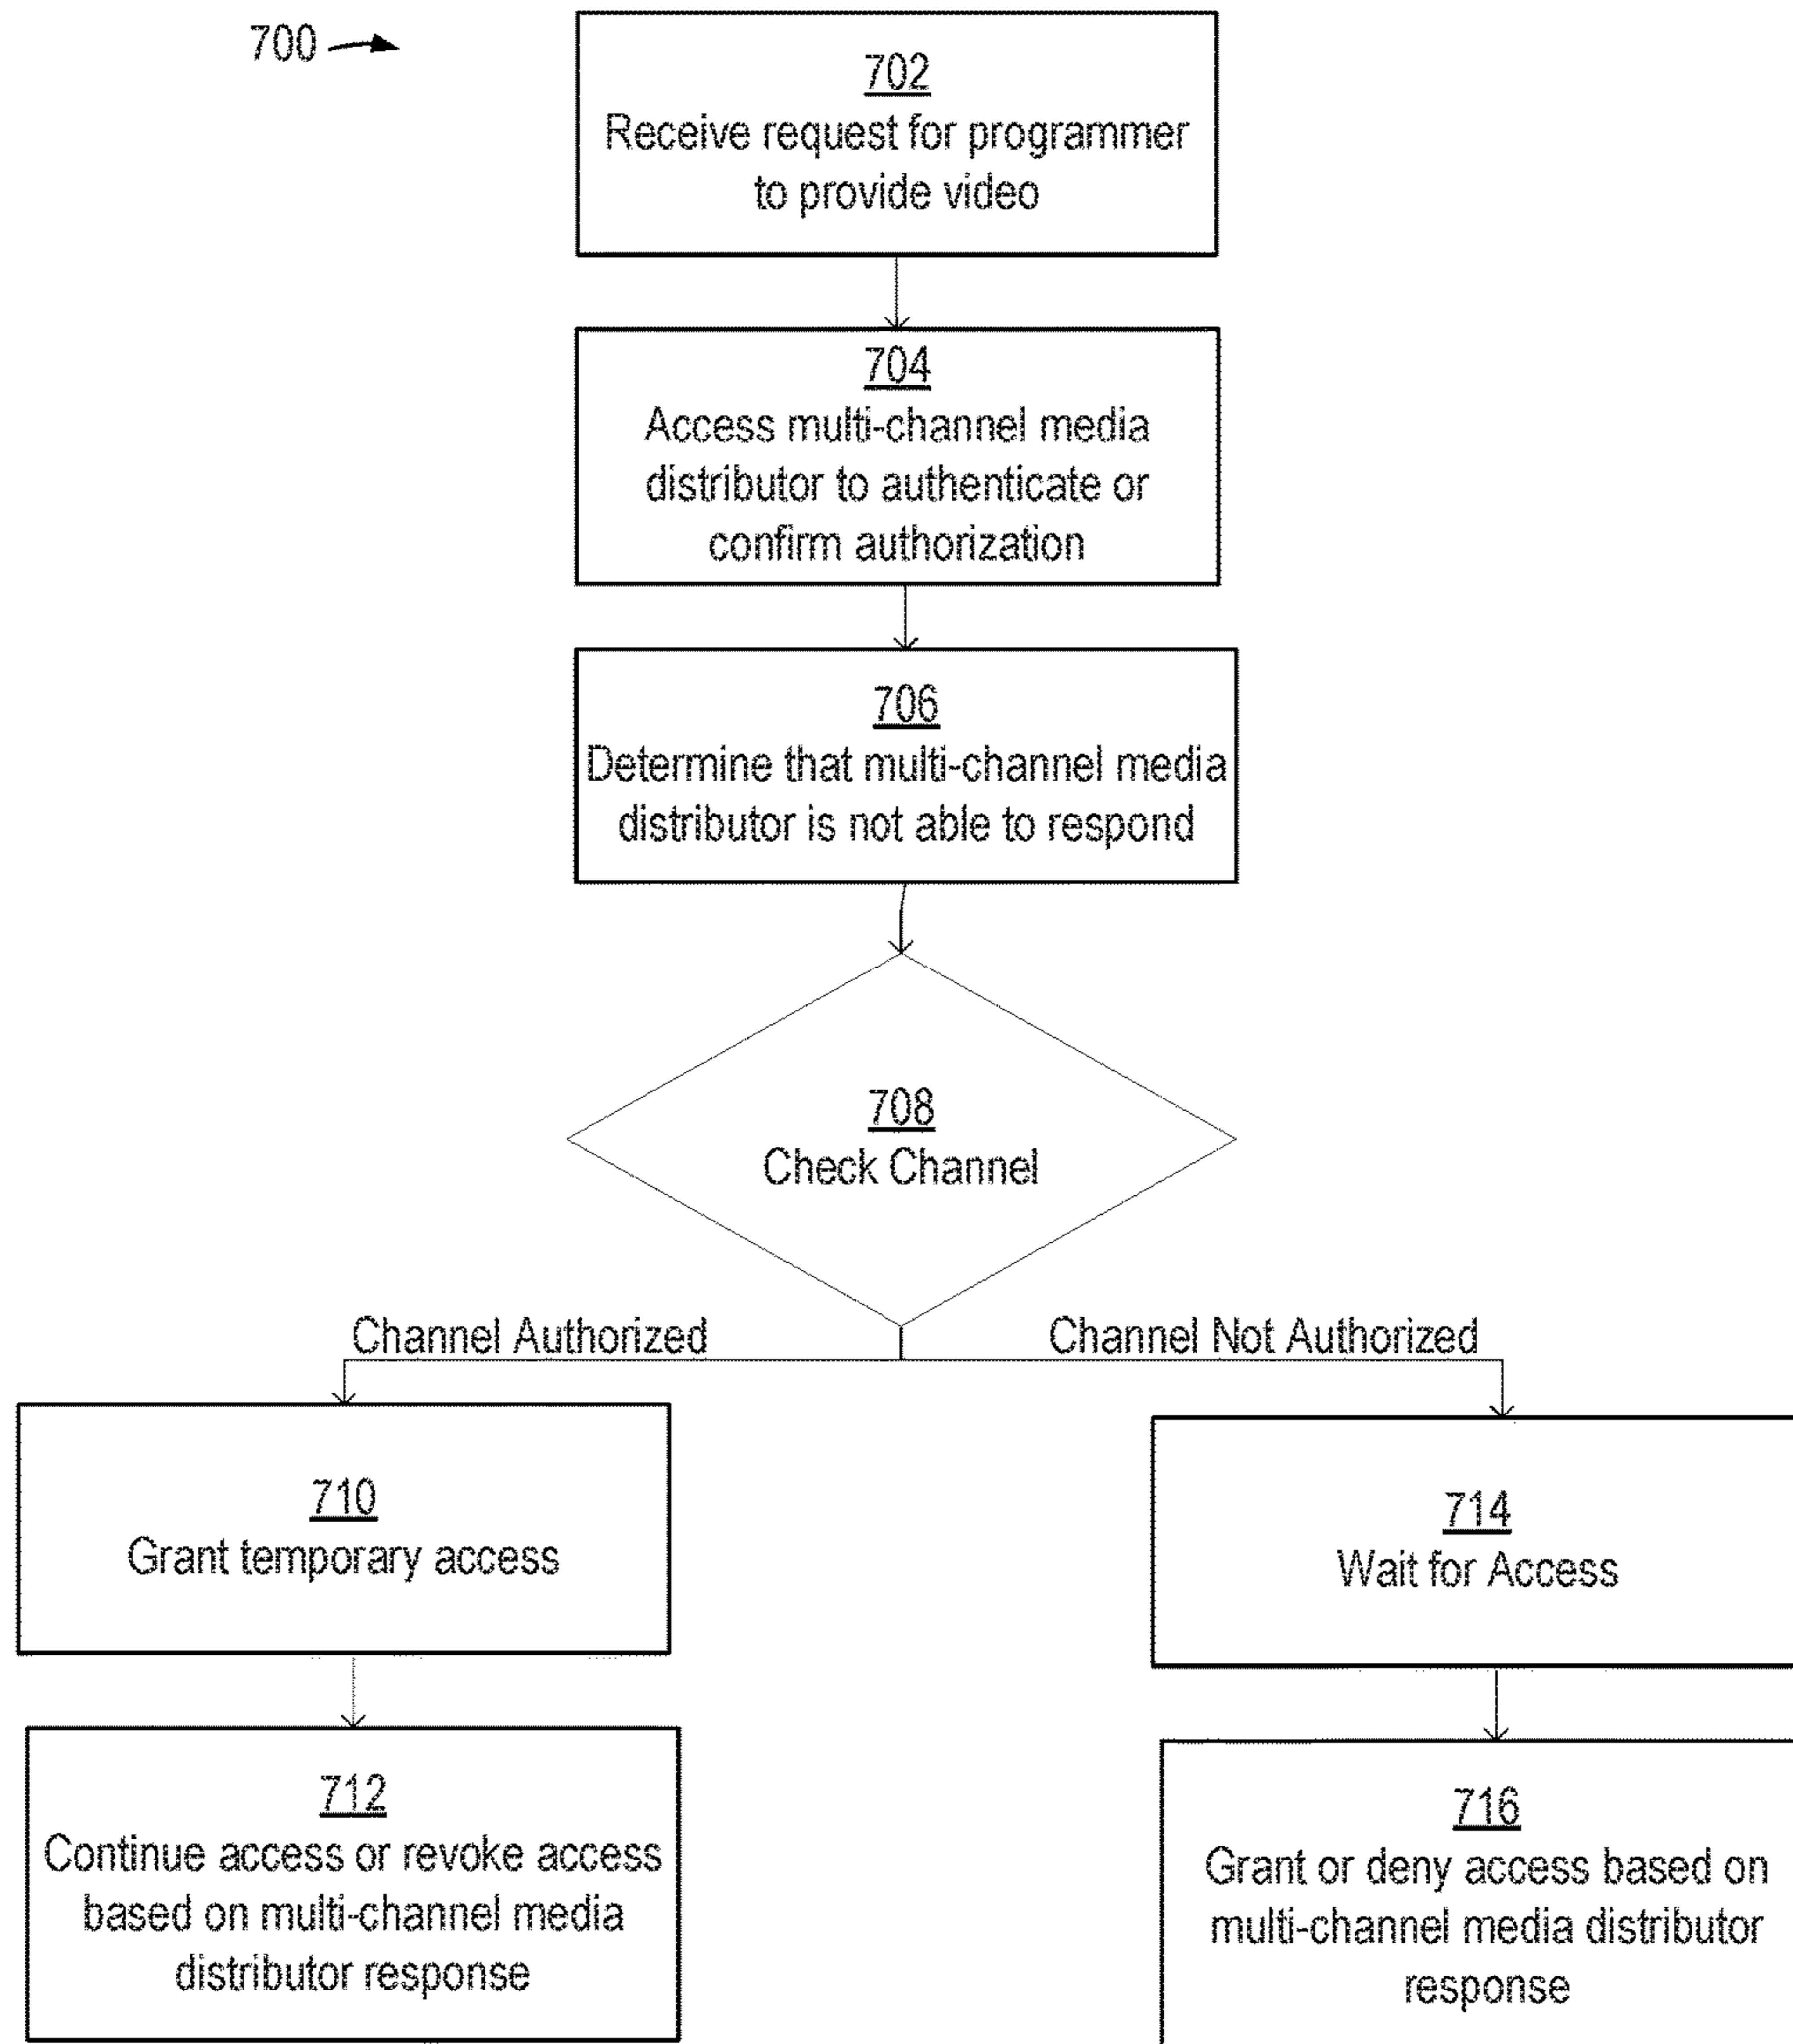 700
702
Receive request for programmer
to provide video
704
Access multi-channel media
distributor to authenticate or
confirm authorization
706
Determine that multi-channel media
distributor is not able to respond
708
Check Channel
Channel Authorized
Channel Not Authorized
710
Grant temporary access
714
Wait for Access
712
Continue access or revoke access
based on multi-channel media
distributor response
716
Grant or deny access based on
multi-channel media distributor
response